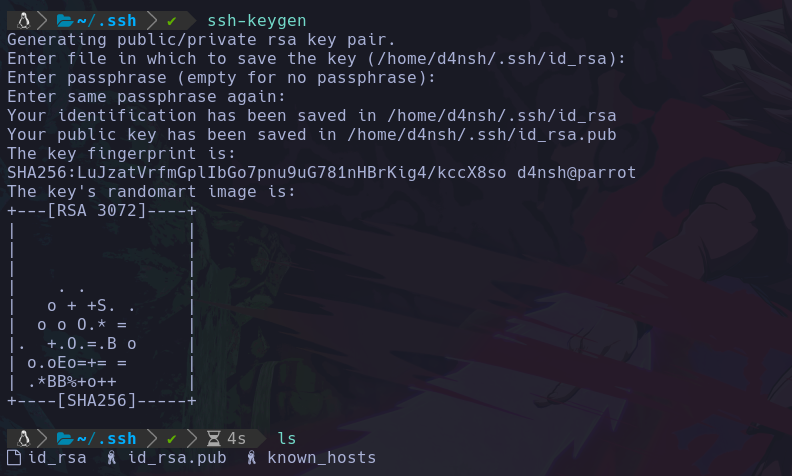 ~/.ssh ✔ ssh-keygen
Generating public/private rsa key pair.
Enter file in which to save the key (/home/d4nsh/.ssh/id_rsa):
Enter passphrase (empty for no passphrase):
Enter same passphrase again:
Your identification has been saved in /home/d4nsh/.ssh/id_rsa
Your public key has been saved in /home/d4nsh/.ssh/id_rsa.pub
The key fingerprint is:
SHA256:LuJzatVrfmGplIbGo7pnu9uG781nHBrKig4/kccX8so d4nsh@parrot
The key's randomart image is:
+---[RSA 3072]----+
|                 |
|                 |
|                 |
|    . .          |
|   o + +S. .     |
|  o o O.* =      |
|.  +.O.=.B o     |
| o.oEo=+= =      |
| .*BB%+o++       |
+----[SHA256]-----+
~/.ssh ✔ 4s ls
id_rsa id_rsa.pub known_hosts